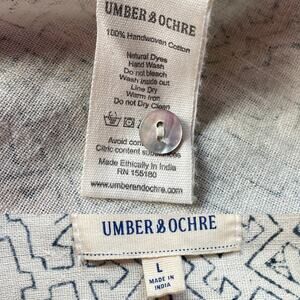 UMBER & OCHRE
100% Handwoven Cotton
Natural Dyes
Hand Wash
Do not bleach
Wash inside out
Line Dry
Warm iron
Do not Dry Clean
Avoid
Citric content
Made Ethically In India
RN 155180
www.umberandochre.com
UMBER & OCHRE
L
MADE IN
INDIA